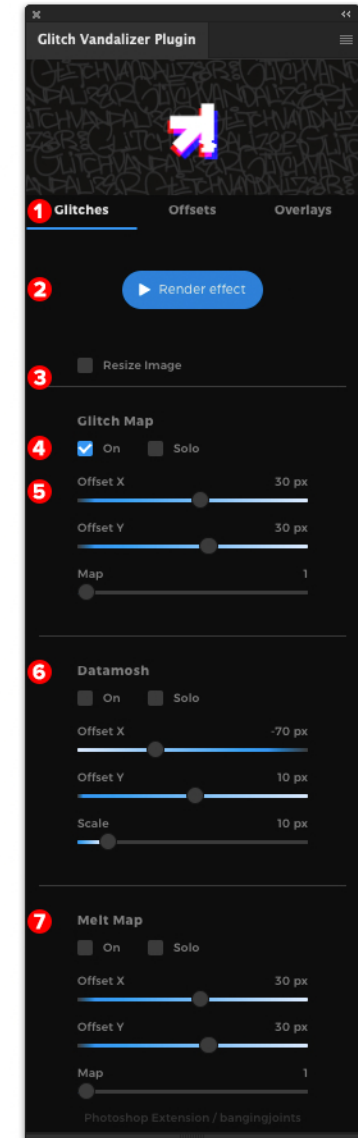 Glitch Vandalizer Plugin
1 Glitches Offsets Overlays
2 Render effect
3 Resize Image
Glitch Map
4 On Solo
5 Offset X 30 px
Offset Y 30 px
Map 1
6 Datamosh
On Solo
Offset X -70 px
Offset Y 10 px
Scale 10 px
7 Melt Map
On Solo
Offset X 30 px
Offset Y 30 px
Map 1
Photoshop Extension / bangingjoints